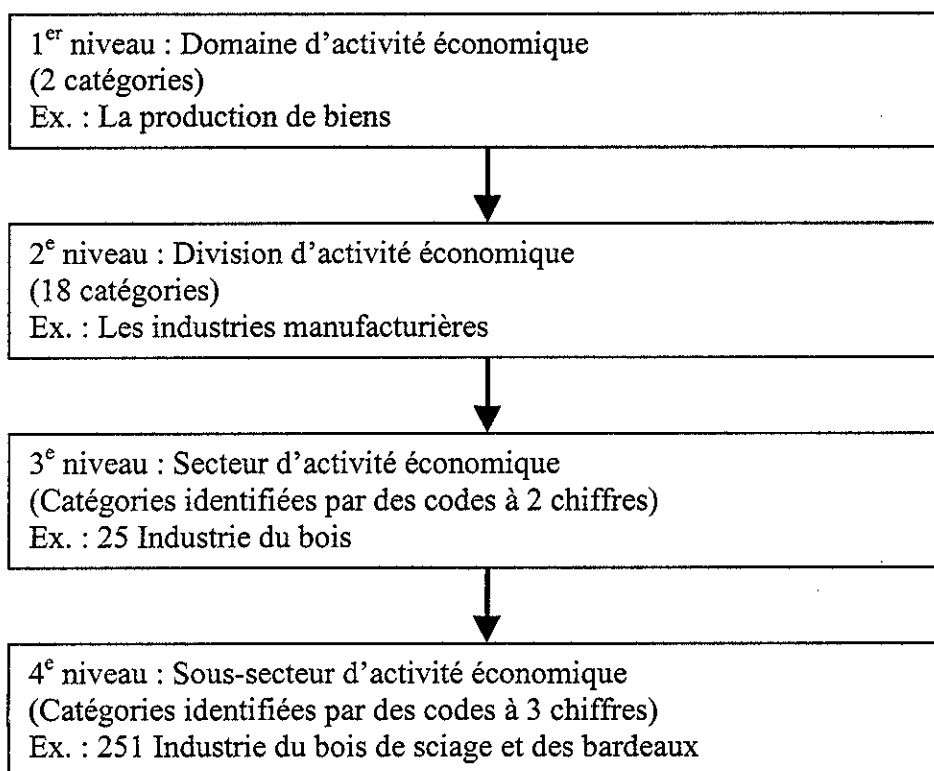 1er niveau : Domaine d'activité économique
(2 catégories)
Ex. : La production de biens
2e niveau : Division d'activité économique
(18 catégories)
Ex. : Les industries manufacturières
3e niveau : Secteur d'activité économique
(Catégories identifiées par des codes à 2 chiffres)
Ex. : 25 Industrie du bois
4e niveau : Sous-secteur d'activité économique
(Catégories identifiées par des codes à 3 chiffres)
Ex. : 251 Industrie du bois de sciage et des bardeaux